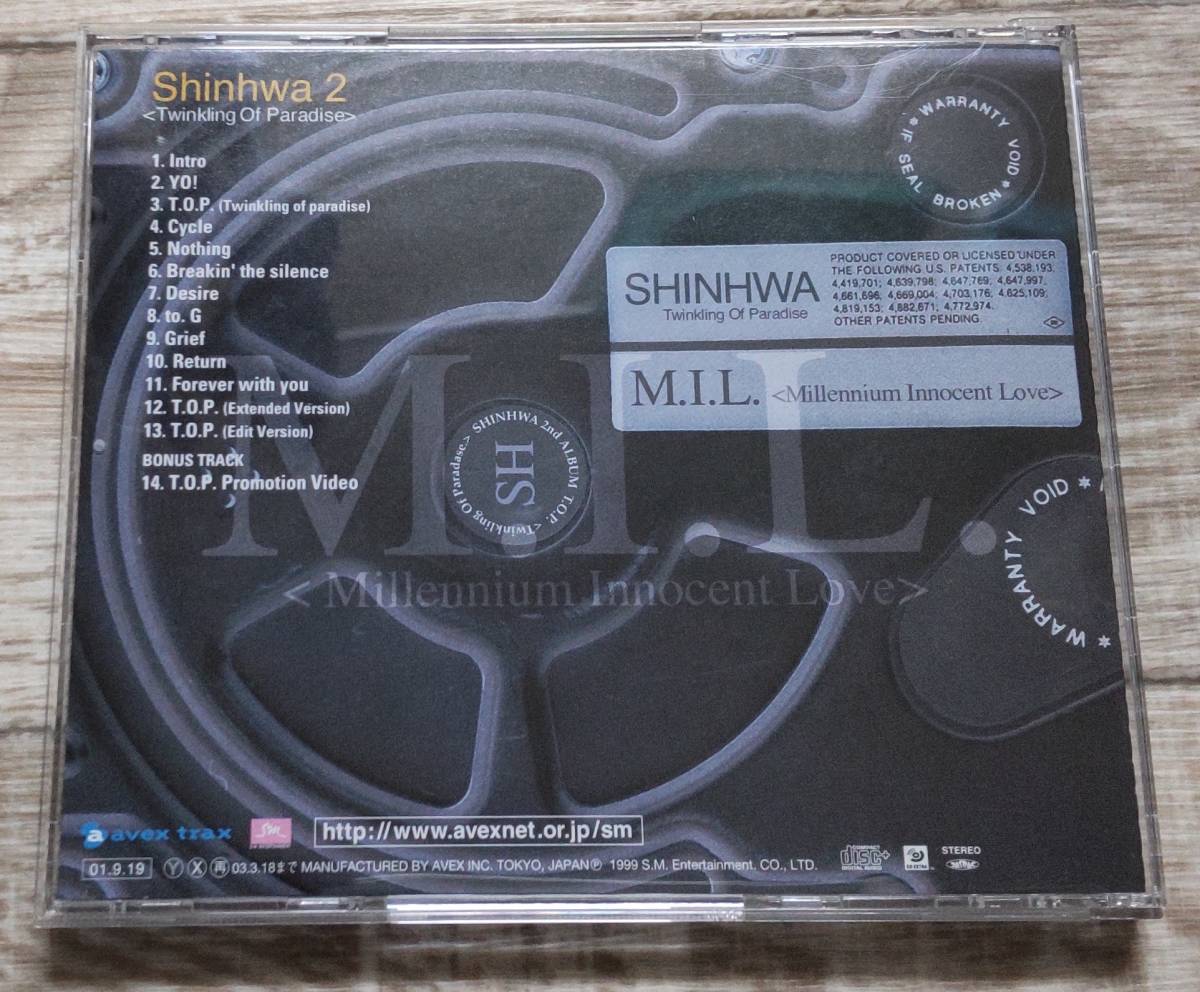 Shinhwa 2
<Twinkling Of Paradise>
1. Intro
2. YO!
3. T.O.P. (Twinkling of paradise)
4. Cycle
5. Nothing
6. Breakin' the silence
7. Desire
8. to. G
9. Grief
10. Return
11. Forever with you
12. T.O.P. (Extended Version)
13. T.O.P. (Edit Version)
BONUS TRACK
14. T.O.P. Promotion Video
* WARRANTY VOID * IF SEAL BROKEN
SHINHWA
Twinkling Of Paradise
PRODUCT COVERED OR LICENSED UNDER
THE FOLLOWING U.S. PATENTS: 4,538,193;
4,419,701; 4,639,798; 4,647,769; 4,647,997;
4,661,696; 4,669,004; 4,703,176; 4,625,109;
4,819,153; 4,882,671; 4,772,974.
OTHER PATENTS PENDING.
M.I.L. <Millennium Innocent Love>
SHINHWA 2nd ALBUM T.O.P. <Twinkling Of Paradase.>
SH
M.I.L.
< Millennium Innocent Love>
* WARRANTY VOID *
avex trax
SM
http://www.avexnet.or.jp/sm
01.9.19 Ⓨ Ⓧ 再 03.3.18まで MANUFACTURED BY AVEX INC. TOKYO, JAPAN Ⓟ 1999 S.M. Entertainment. CO., LTD.
COMPACT
disc+
DIGITAL AUDIO
STEREO